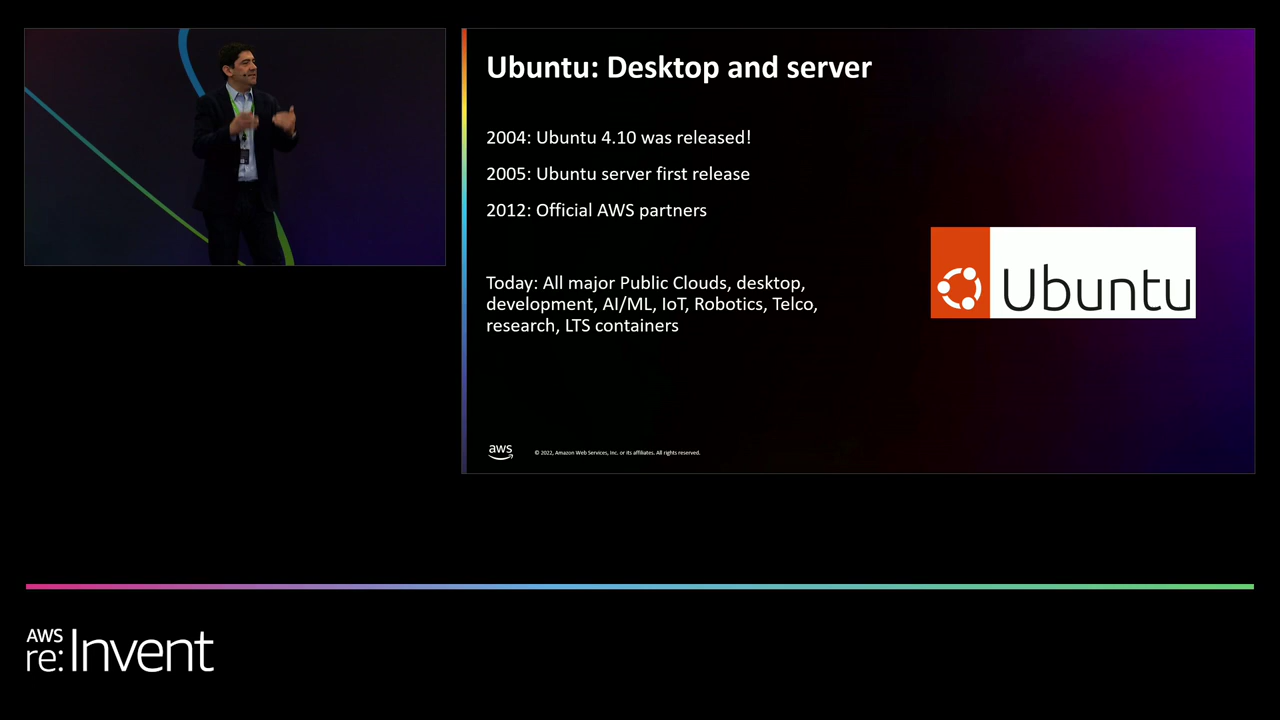 Ubuntu: Desktop and server
2004: Ubuntu 4.10 was released!
2005: Ubuntu server first release
2012: Official AWS partners
Today: All major Public Clouds, desktop,
development, AI/ML, IoT, Robotics, Telco,
research, LTS containers
Ubuntu
aws
© 2022, Amazon Web Services, Inc. or its affiliates. All rights reserved.
AWS
re:Invent